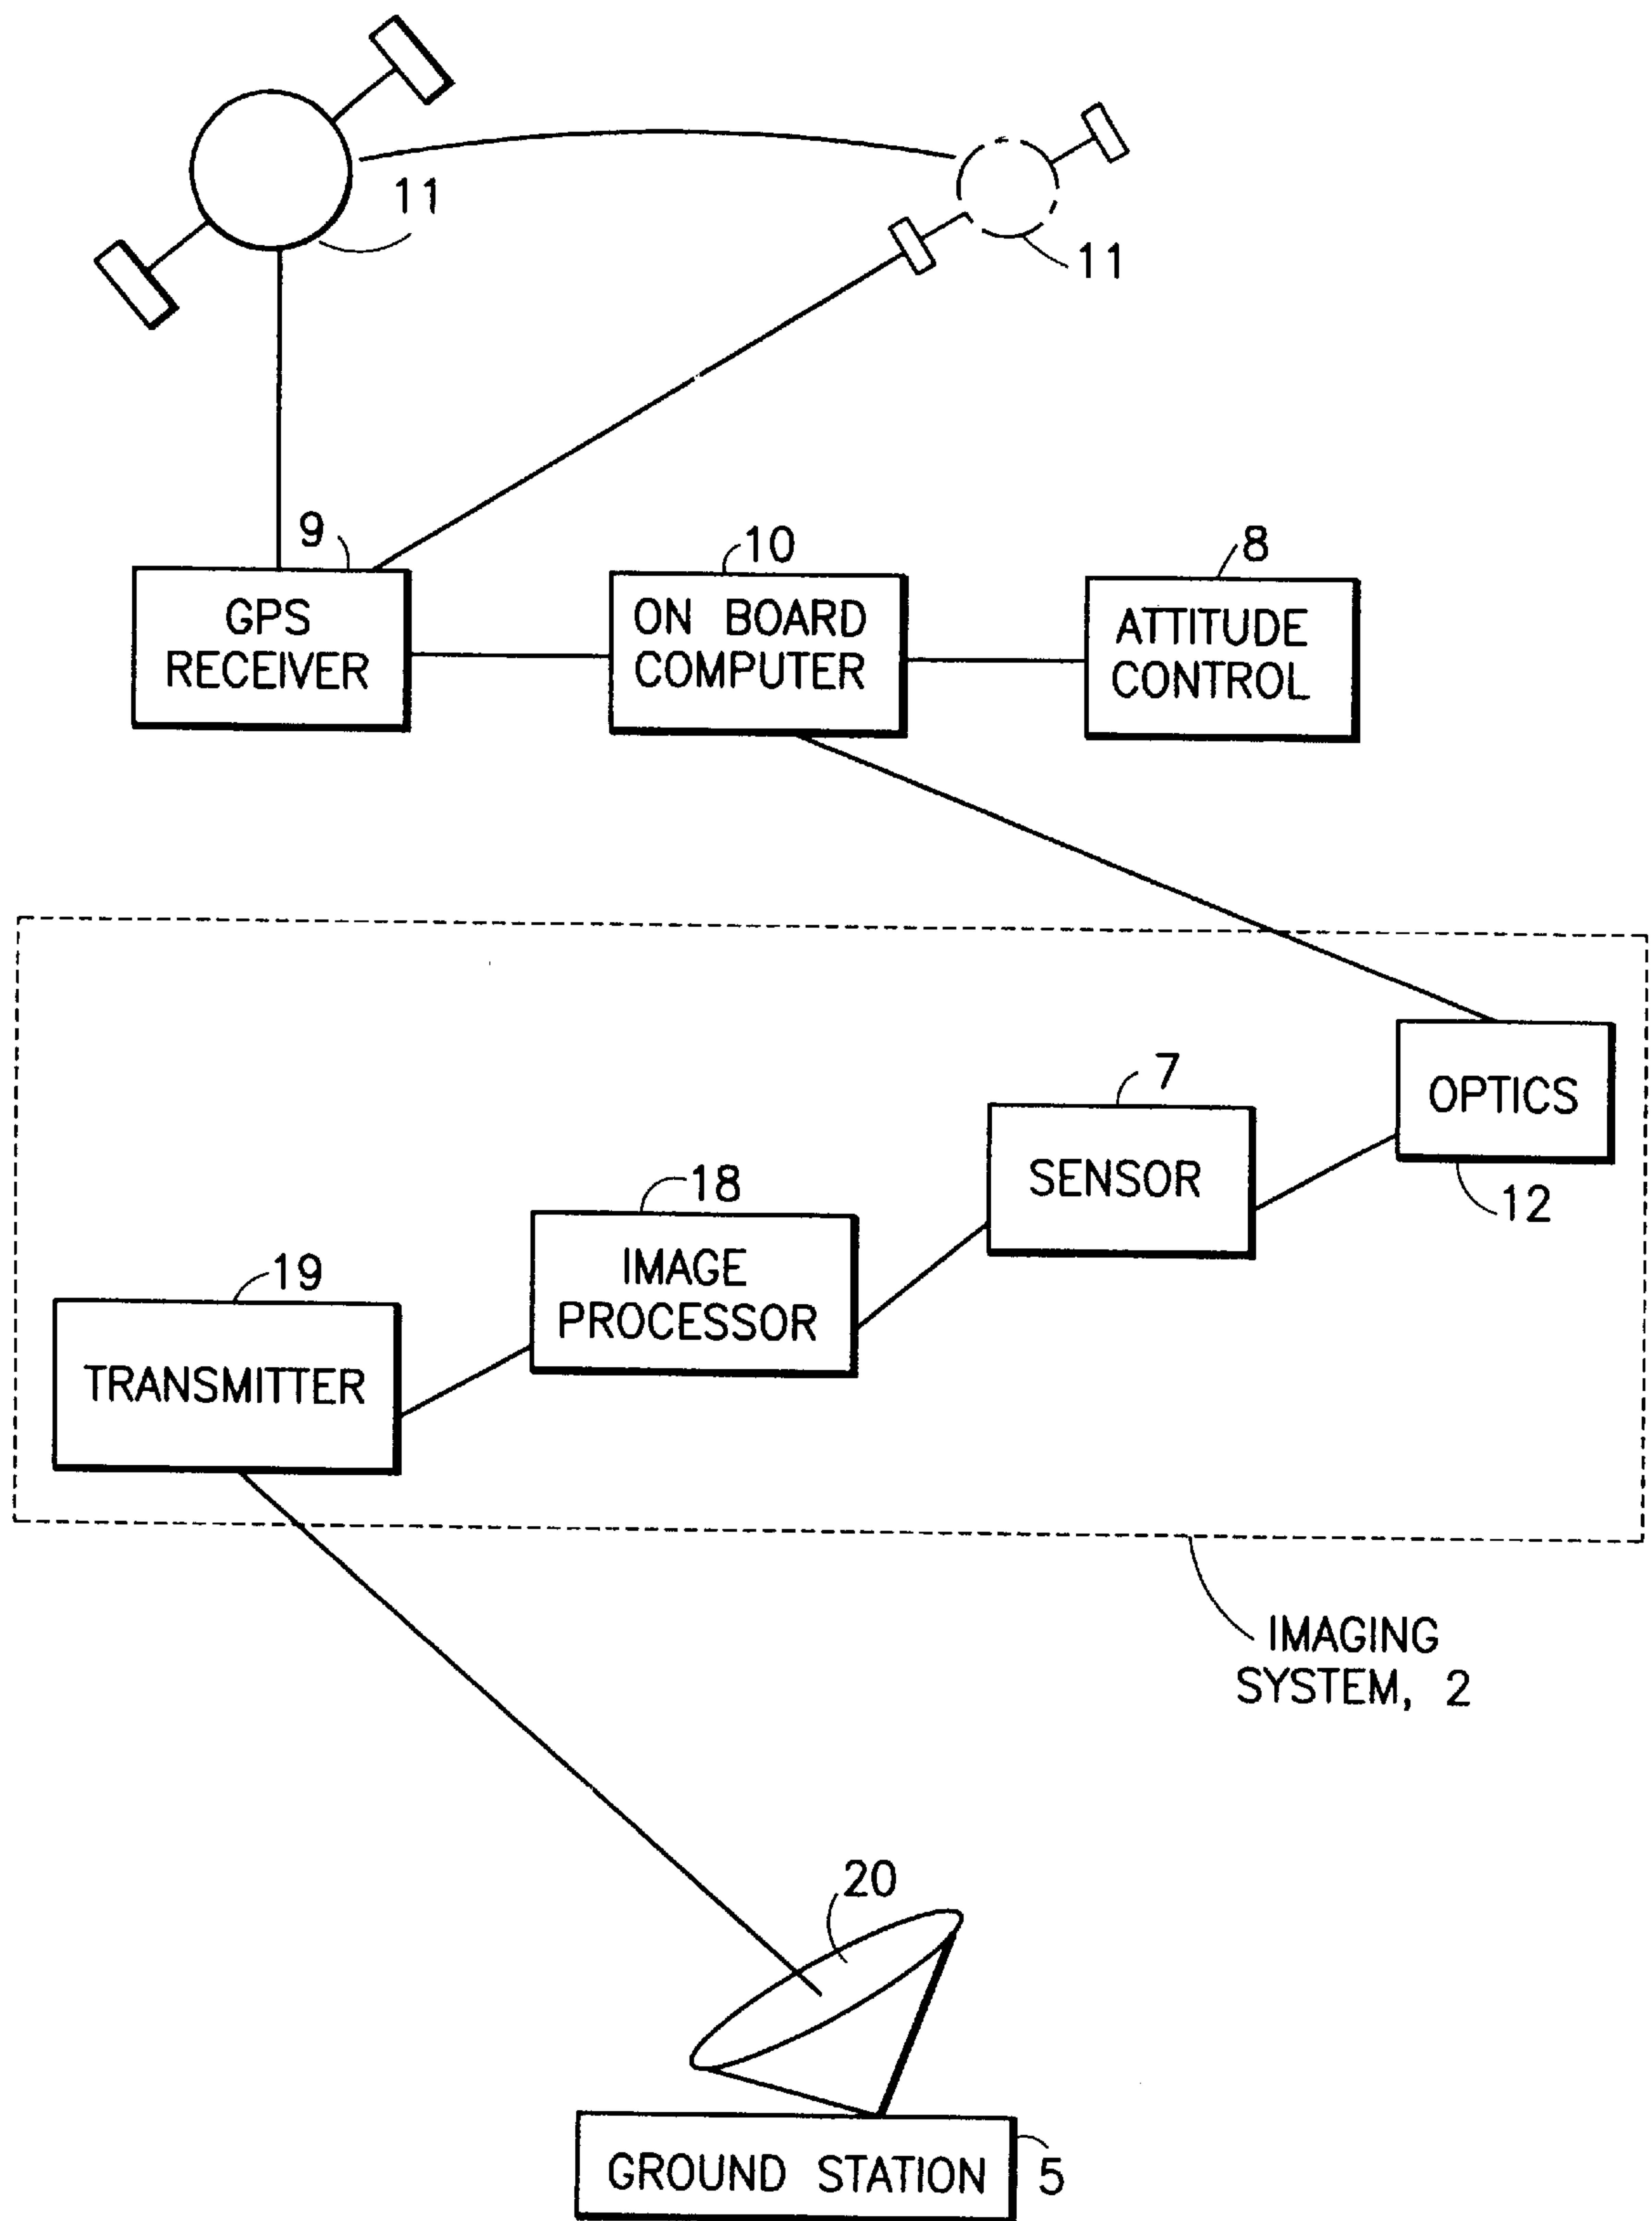 11
11
9
10
8
GPS
RECEIVER
ON BOARD
COMPUTER
ATTITUDE
CONTROL
7
OPTICS
12
SENSOR
18
IMAGE
PROCESSOR
19
TRANSMITTER
IMAGING
SYSTEM, 2
20
GROUND STATION
5